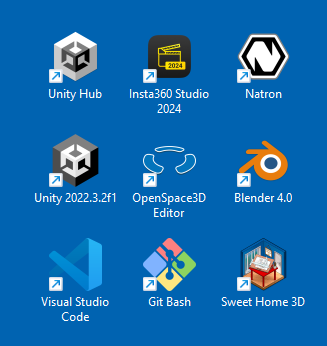 Unity Hub
Insta360 Studio
2024
Natron
Unity 2022.3.2f1
OpenSpace3D
Editor
Blender 4.0
Visual Studio
Code
Git Bash
Sweet Home 3D